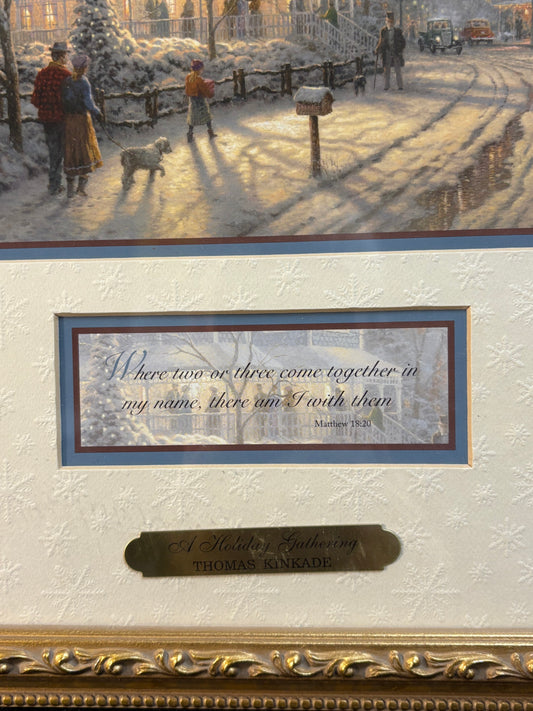 Where two or three come together in
my name, there am I with them
Matthew 18:20
A Holiday Gathering
THOMAS KINKADE